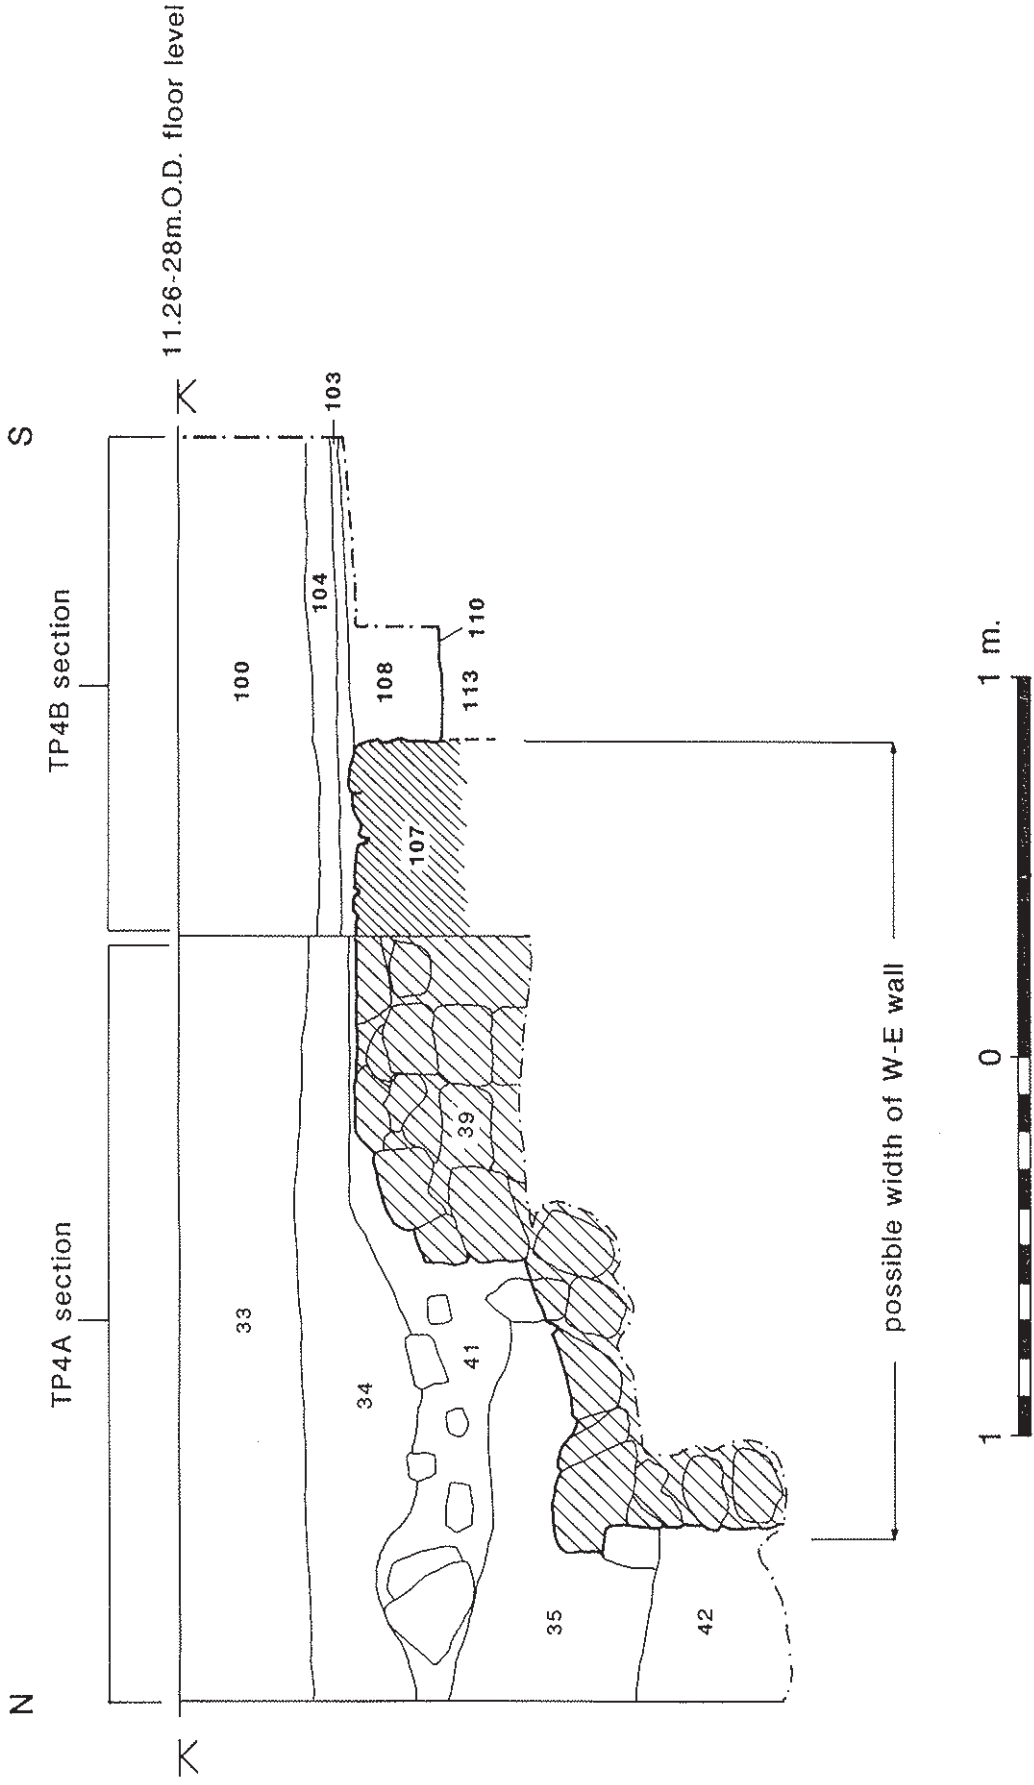 N
S
TP4A section
TP4B section
11.26-28m.O.D. floor level
33
100
104
103
34
108
110
41
39
107
113
35
42
possible width of W-E wall
1
0
1 m.